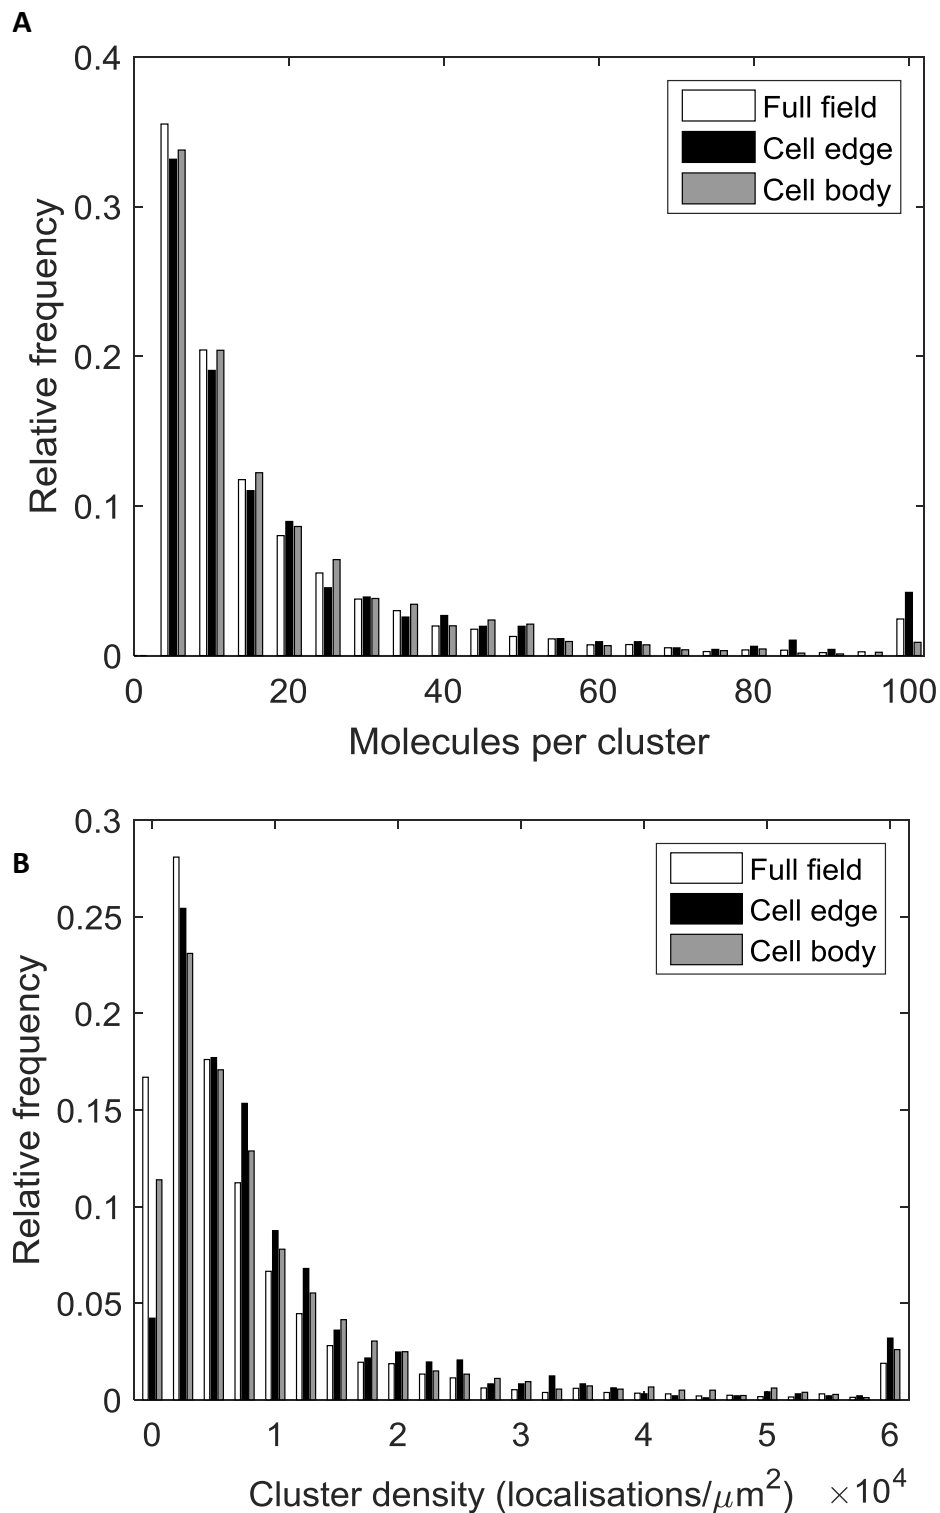 A
0.4
0.3
0.2
0.1
0
Relative frequency
Full field
Cell edge
Cell body
0 20 40 60 80 100
Molecules per cluster
B
0.3
0.25
0.2
0.15
0.1
0.05
0
Relative frequency
Full field
Cell edge
Cell body
0 1 2 3 4 5 6
Cluster density (localisations/μm²) ×10⁴